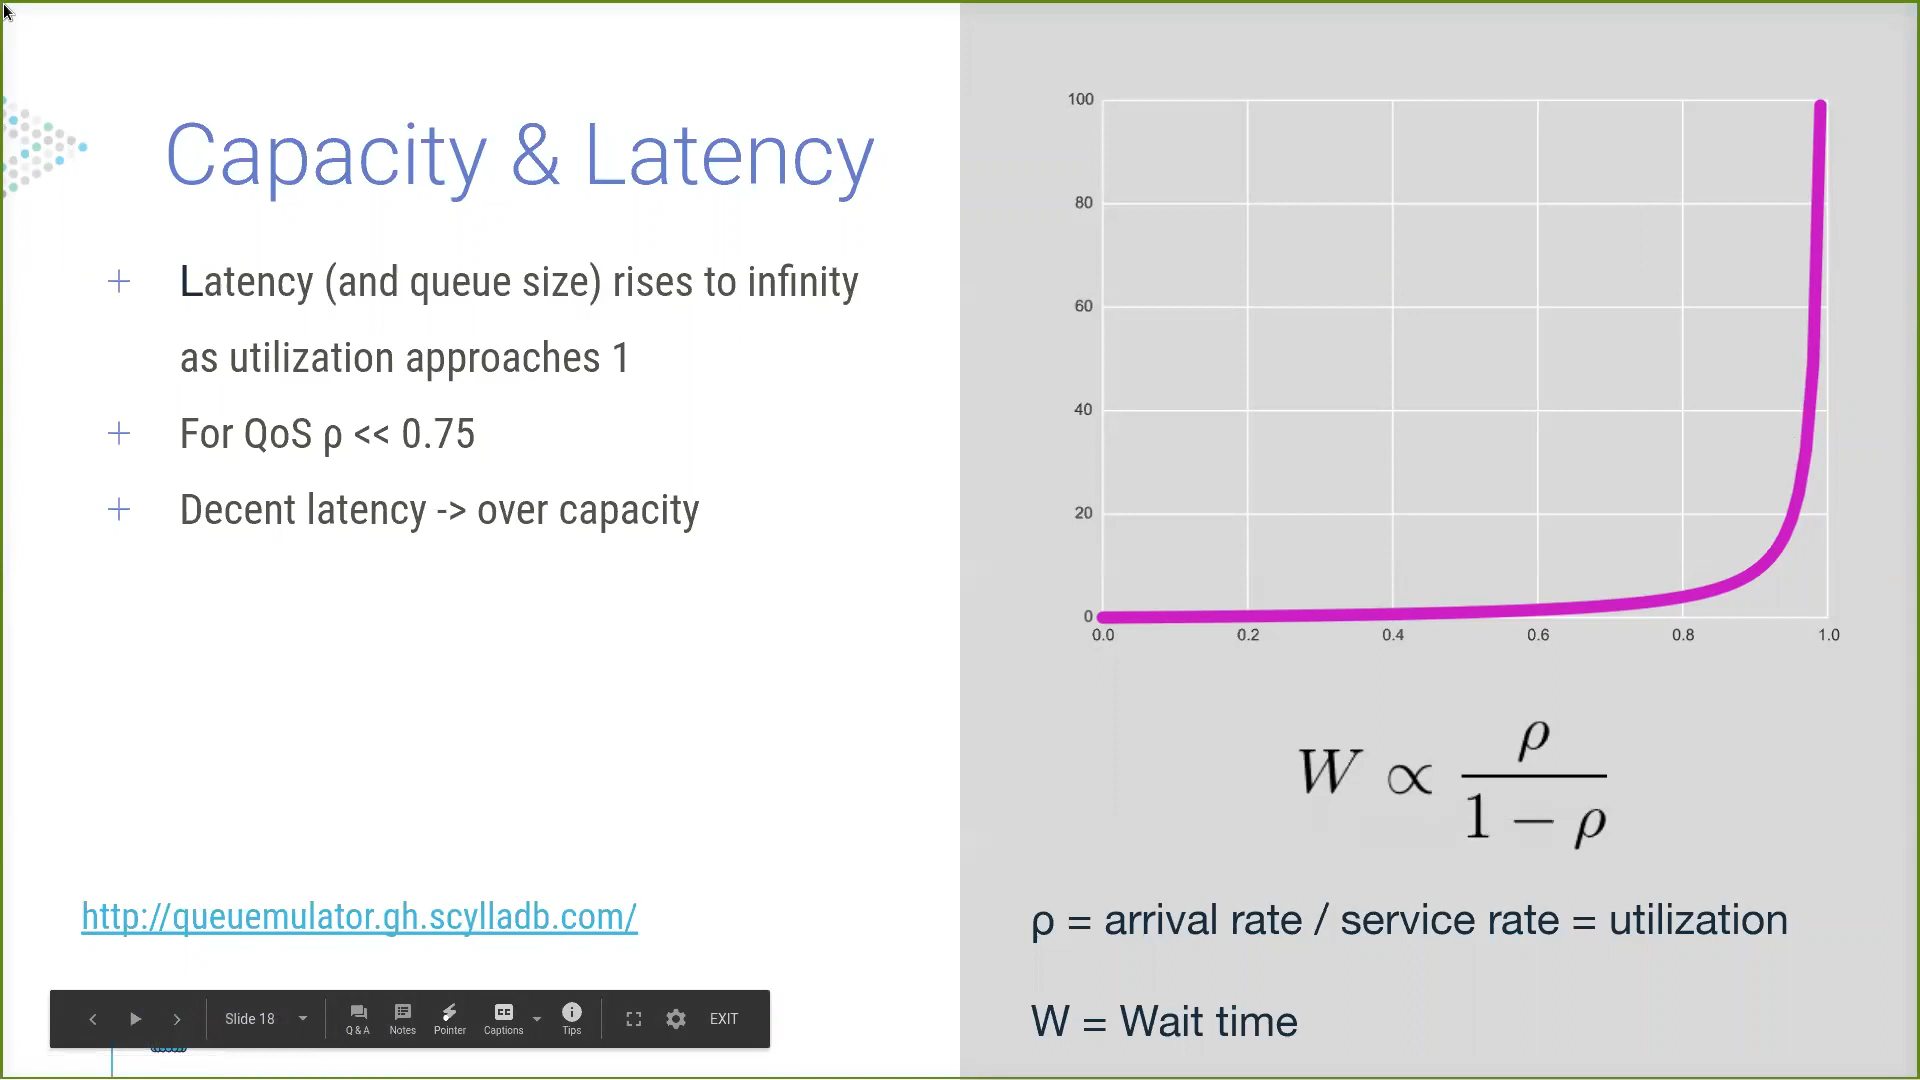 Capacity & Latency
+ Latency (and queue size) rises to infinity
as utilization approaches 1
+ For QoS ρ << 0.75
+ Decent latency -> over capacity
http://queuemulator.gh.scylladb.com/
100
80
60
40
20
0
0.0 0.2 0.4 0.6 0.8 1.0
W ∝ ρ / (1 − ρ)
ρ = arrival rate / service rate = utilization
W = Wait time
Slide 18
Q & A Notes Pointer CC Captions Tips EXIT